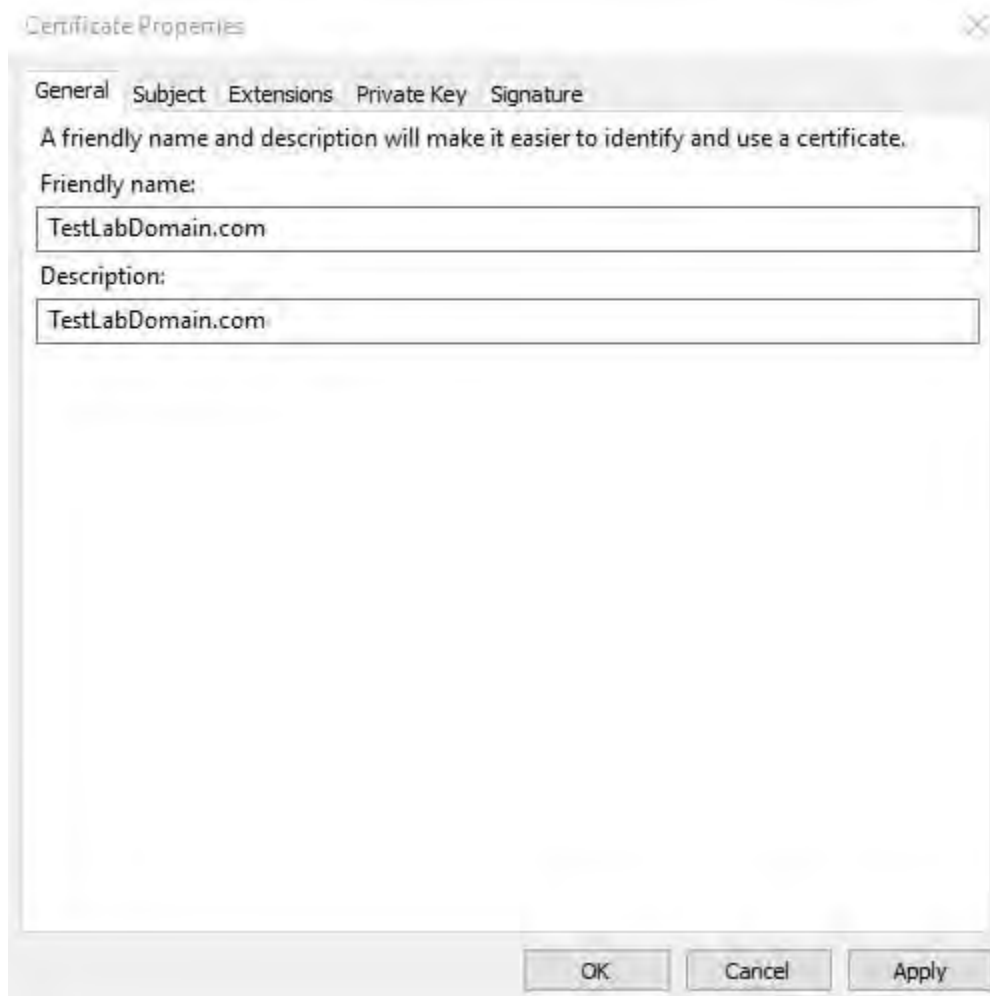 Certificate Properties
General Subject Extensions Private Key Signature
A friendly name and description will make it easier to identify and use a certificate.
Friendly name:
TestLabDomain.com
Description:
TestLabDomain.com
OK Cancel Apply